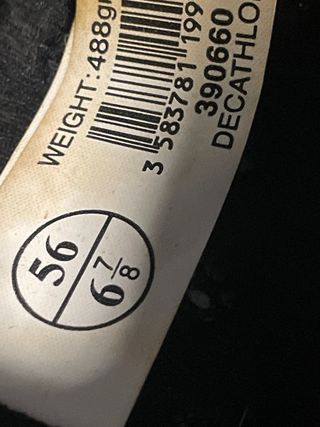 WEIGHT: 488gr
3 583781 199
390660
DECATHLO
56
6 7/8